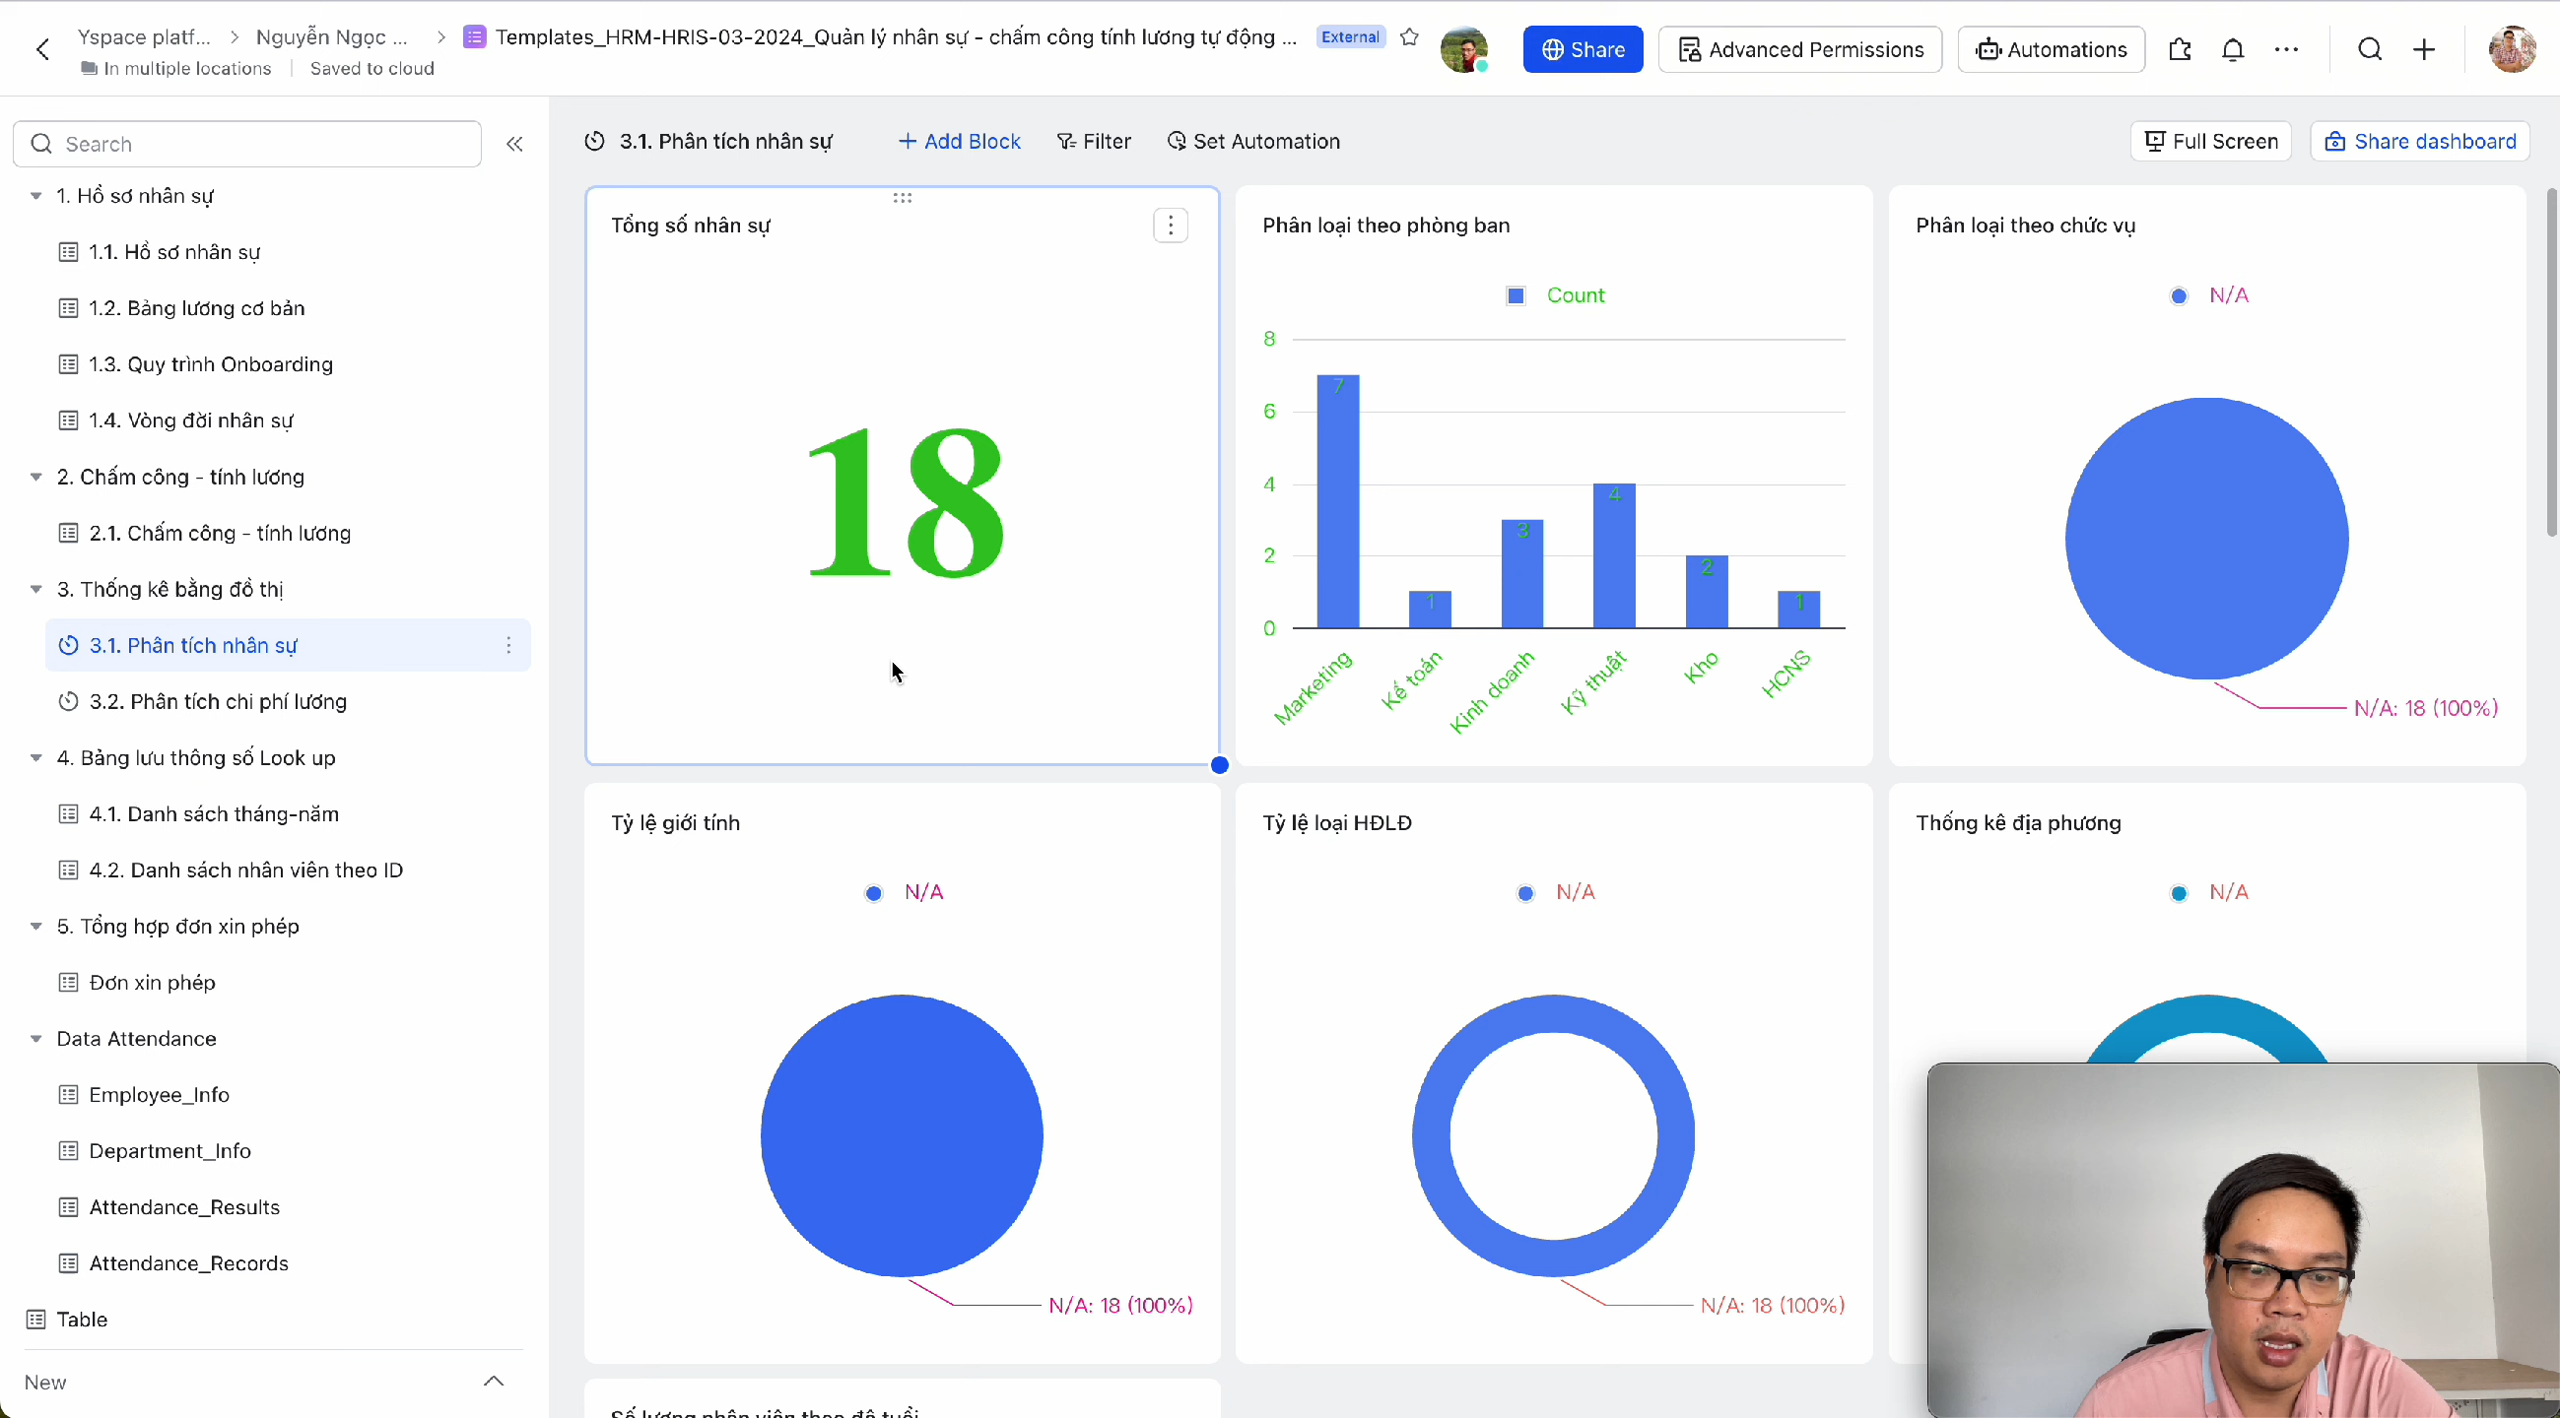 Yspace platf... > Nguyễn Ngọc ... > Templates_HRM-HRIS-03-2024_Quản lý nhân sự - chấm công tính lương tự động ... External
In multiple locations | Saved to cloud
Share
Advanced Permissions
Automations
Search
1. Hồ sơ nhân sự
1.1. Hồ sơ nhân sự
1.2. Bảng lương cơ bản
1.3. Quy trình Onboarding
1.4. Vòng đời nhân sự
2. Chấm công - tính lương
2.1. Chấm công - tính lương
3. Thống kê bằng đồ thị
3.1. Phân tích nhân sự
3.2. Phân tích chi phí lương
4. Bảng lưu thông số Look up
4.1. Danh sách tháng-năm
4.2. Danh sách nhân viên theo ID
5. Tổng hợp đơn xin phép
Đơn xin phép
Data Attendance
Employee_Info
Department_Info
Attendance_Results
Attendance_Records
Table
New
3.1. Phân tích nhân sự
+ Add Block
Filter
Set Automation
Full Screen
Share dashboard
Tổng số nhân sự
18
Phân loại theo phòng ban
Count
8
6
4
2
0
7
1
3
4
2
1
Marketing
Kế toán
Kinh doanh
Kỹ thuật
Kho
HCNS
Phân loại theo chức vụ
N/A
N/A: 18 (100%)
Tỷ lệ giới tính
N/A
N/A: 18 (100%)
Tỷ lệ loại HĐLĐ
N/A
N/A: 18 (100%)
Thống kê địa phương
N/A
Số lượng nhân viên theo độ tuổi